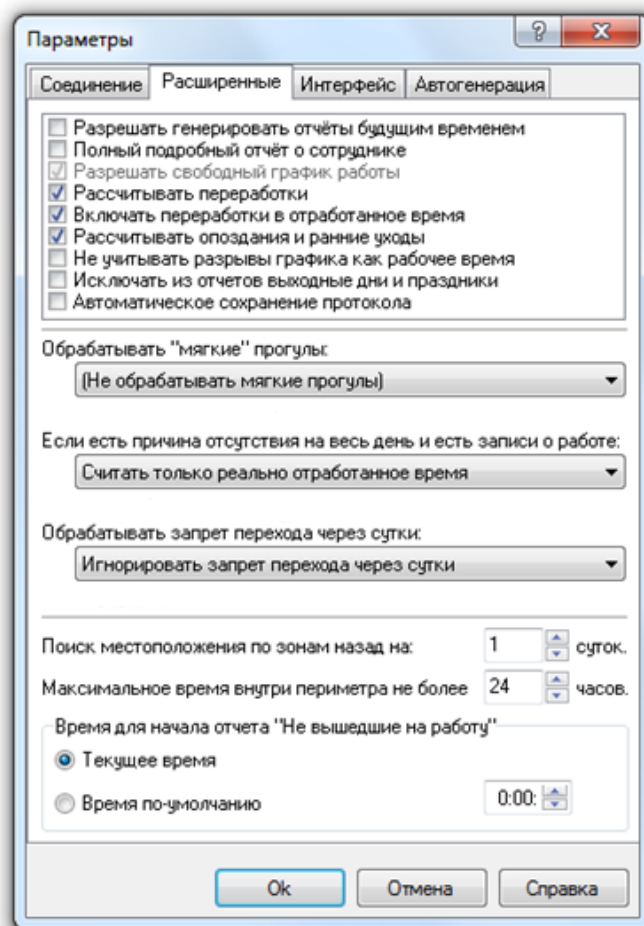 Параметры
Соединение Расширенные Интерфейс Автогенерация
Разрешать генерировать отчёты будущим временем
Полный подробный отчёт о сотруднике
Разрешать свободный график работы
Рассчитывать переработки
Включать переработки в отработанное время
Рассчитывать опоздания и ранние уходы
Не учитывать разрывы графика как рабочее время
Исключать из отчетов выходные дни и праздники
Автоматическое сохранение протокола
Обрабатывать "мягкие" прогулы:
(Не обрабатывать мягкие прогулы)
Если есть причина отсутствия на весь день и есть записи о работе:
Считать только реально отработанное время
Обрабатывать запрет перехода через сутки:
Игнорировать запрет перехода через сутки
Поиск местоположения по зонам назад на: 1 суток.
Максимальное время внутри периметра не более 24 часов.
Время для начала отчета "Не вышедшие на работу"
Текущее время
Время по-умолчанию 0:00:
Ok Отмена Справка